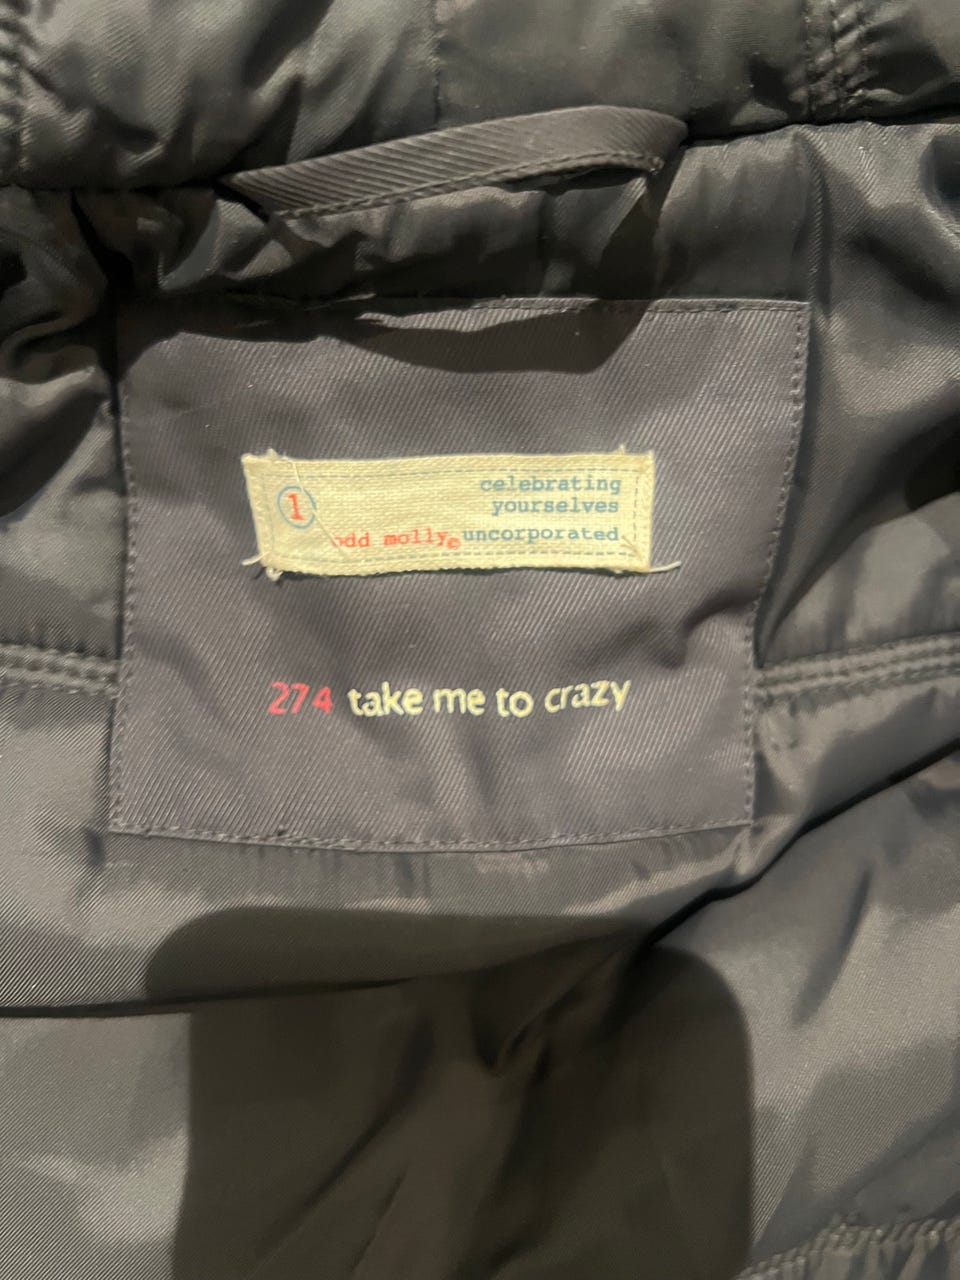 1
celebrating
yourselves
odd molly© uncorporated
274 take me to crazy